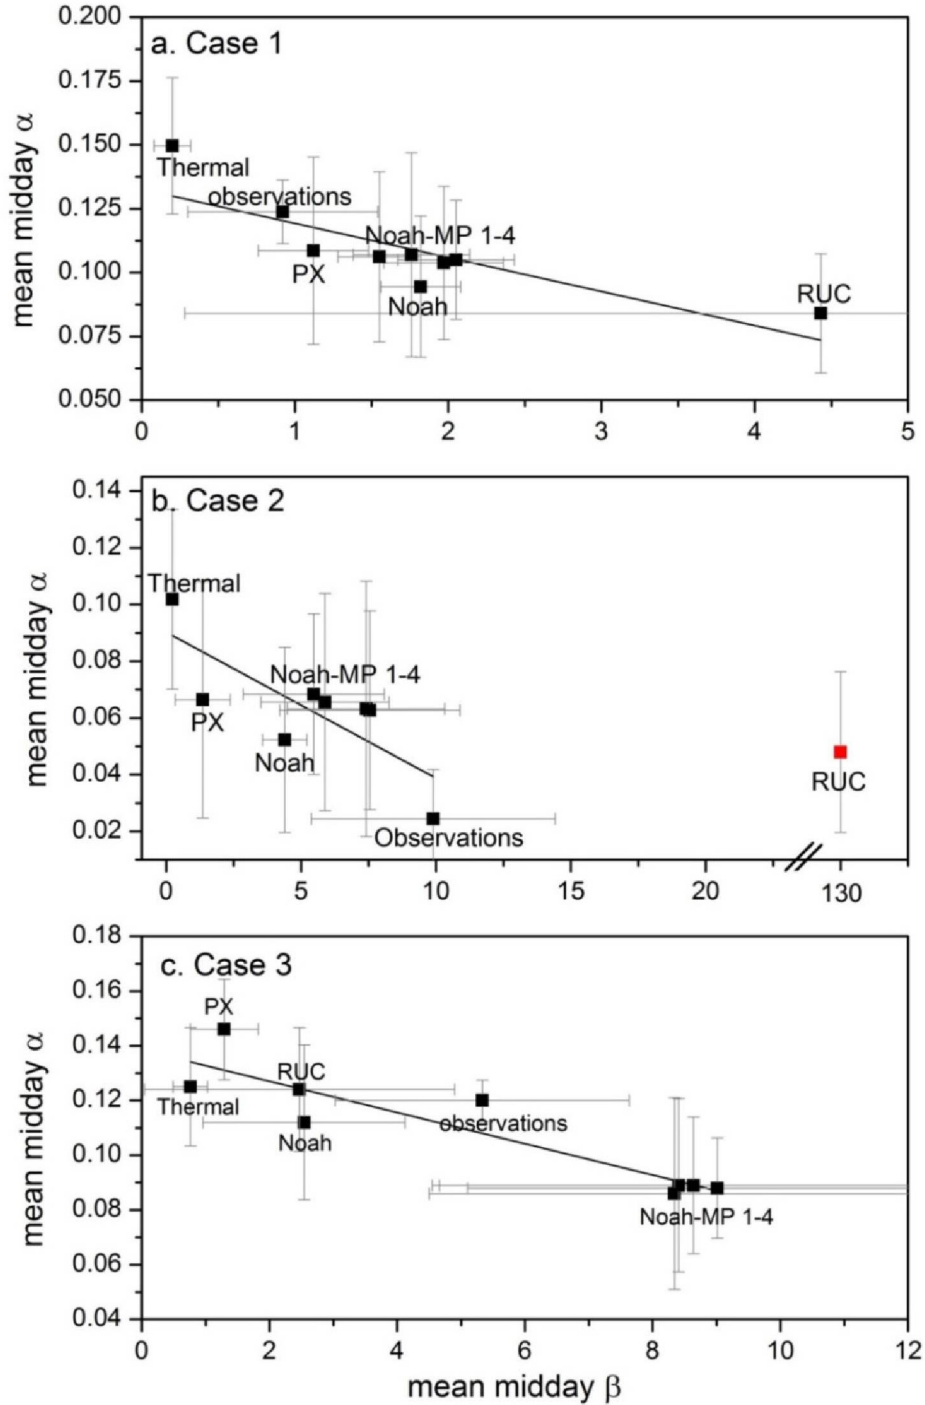 0.200
a. Case 1
0.175
0.150
Thermal
observations
0.125
Noah-MP 1-4
PX
0.100
Noah
RUC
0.075
0.050
mean midday α
0 1 2 3 4 5
0.14
b. Case 2
0.12
Thermal
0.10
0.08
Noah-MP 1-4
PX
0.06
Noah
RUC
0.04
Observations
0.02
mean midday α
0 5 10 15 20 130
0.18
c. Case 3
0.16
PX
0.14
RUC
Thermal
0.12
observations
Noah
0.10
0.08
Noah-MP 1-4
0.06
0.04
mean midday α
0 2 4 6 8 10 12
mean midday β